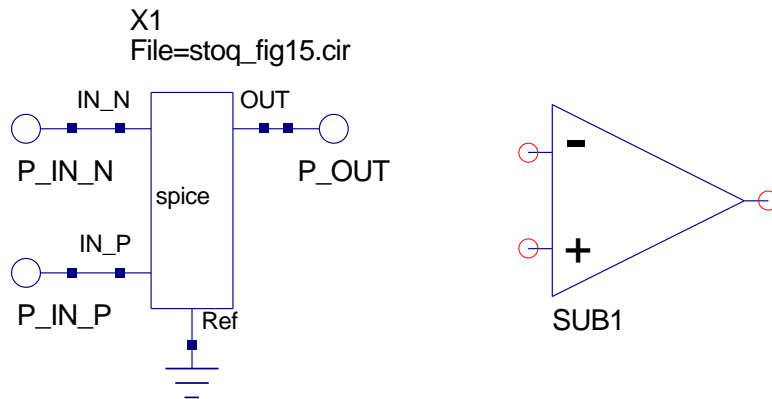 X1
File=stoq_fig15.cir
IN_N
OUT
P_IN_N
P_OUT
spice
IN_P
P_IN_P
Ref
-
+
SUB1